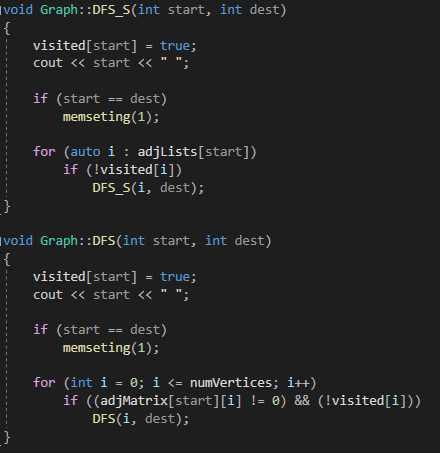 void Graph::DFS_S(int start, int dest)
{
    visited[start] = true;
    cout << start << " ";

    if (start == dest)
        memseting(1);

    for (auto i : adjLists[start])
        if (!visited[i])
            DFS_S(i, dest);
}

void Graph::DFS(int start, int dest)
{
    visited[start] = true;
    cout << start << " ";

    if (start == dest)
        memseting(1);

    for (int i = 0; i <= numVertices; i++)
        if ((adjMatrix[start][i] != 0) && (!visited[i]))
            DFS(i, dest);
}